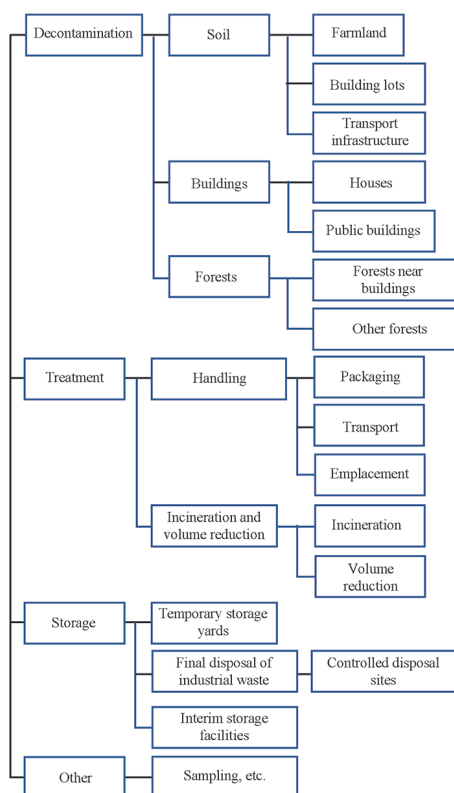 Decontamination
Soil
Farmland
Building lots
Transport
infrastructure
Buildings
Houses
Public buildings
Forests
Forests near
buildings
Other forests
Treatment
Handling
Packaging
Transport
Emplacement
Incineration and
volume reduction
Incineration
Volume
reduction
Storage
Temporary storage
yards
Final disposal of
industrial waste
Controlled disposal
sites
Interim storage
facilities
Other
Sampling, etc.